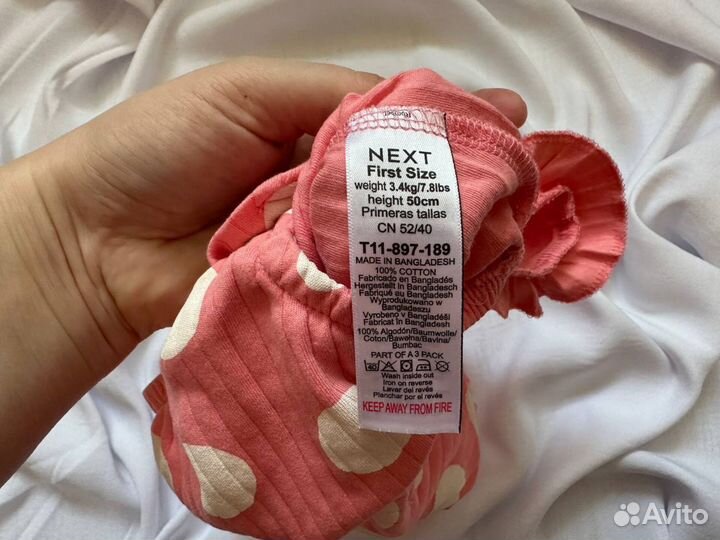 NEXT
First Size
weight 3.4kg/7.8lbs
height 50cm
Primeras tallas
CN 52/40
T11-897-189
MADE IN BANGLADESH
100% COTTON
Fabricado en Bangladés
Hergestellt in Bangladesch
Fabriqué au Bangladesh
Wyprodukowano w
Bangladeszu
Vyrobeno v Bangladéši
Fabricat în Bangladesh
100% Algodón/Baumwolle/
Coton/Bawełna/Bavlna/
Bumbac
PART OF A 3 PACK
40
Wash inside out
Iron on reverse
Lavar del revés
Planchar por el revés
KEEP AWAY FROM FIRE
Avito